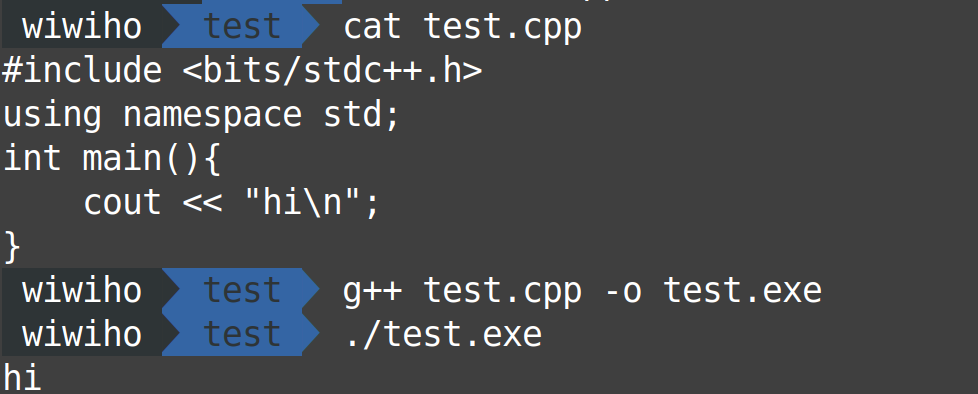 wiwiho test cat test.cpp
#include <bits/stdc++.h>
using namespace std;
int main(){
    cout << "hi\n";
}
wiwiho test g++ test.cpp -o test.exe
wiwiho test ./test.exe
hi